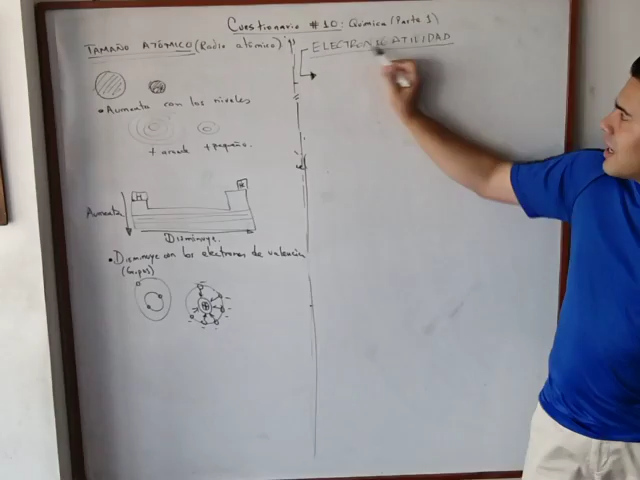 Cuestionario #10: Química (Parte 1)
TAMAÑO ATÓMICO (Radio atómico)
• Aumenta con los niveles
+ grande + pequeño.
H
Aumenta
Disminuye.
• Disminuye con los electrones de valencia
(Grupos)
ELECTRONEGATIVIDAD